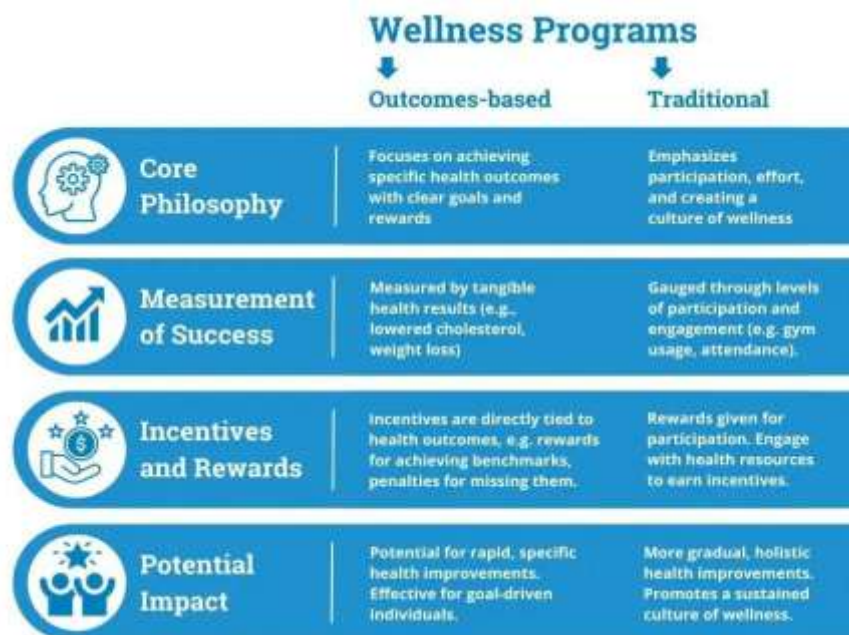 Wellness Programs
Outcomes-based
Traditional
Core
Philosophy
Focuses on achieving
specific health outcomes
with clear goals and
rewards
Emphasizes
participation, effort,
and creating a
culture of wellness
Measurement
of Success
Measured by tangible
health results (e.g.,
lowered cholesterol,
weight loss)
Gauged through levels
of participation and
engagement (e.g. gym
usage, attendance).
Incentives
and Rewards
Incentives are directly tied to
health outcomes, e.g. rewards
for achieving benchmarks,
penalties for missing them.
Rewards given for
participation. Engage
with health resources
to earn incentives.
Potential
Impact
Potential for rapid, specific
health improvements.
Effective for goal-driven
individuals.
More gradual, holistic
health improvements.
Promotes a sustained
culture of wellness.